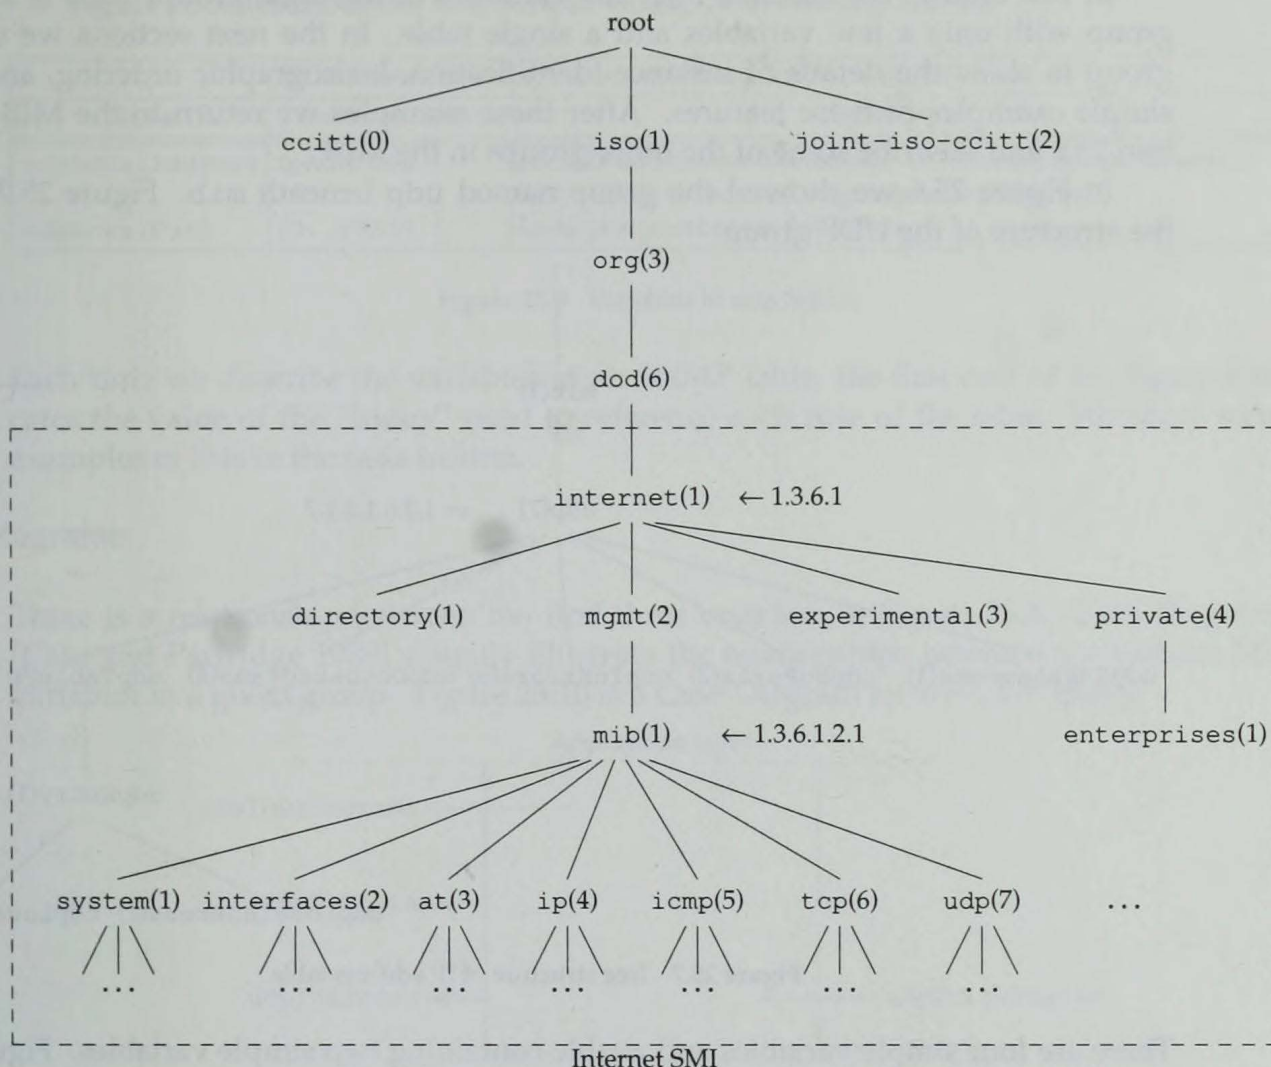 root
ccitt(0) iso(1) joint-iso-ccitt(2)
org(3)
dod(6)
internet(1) ← 1.3.6.1
directory(1) mgmt(2) experimental(3) private(4)
mib(1) ← 1.3.6.1.2.1 enterprises(1)
system(1) interfaces(2) at(3) ip(4) icmp(5) tcp(6) udp(7) ...
... ... ... ... ... ... ...
Internet SMI